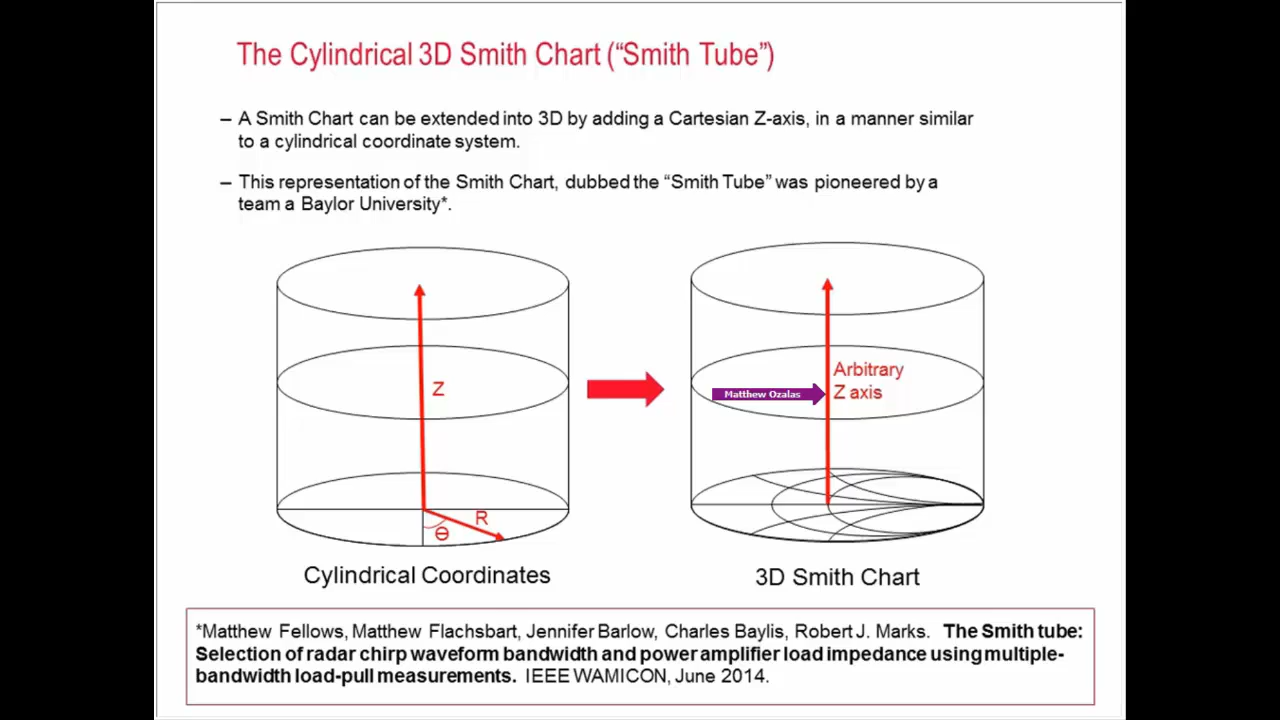 The Cylindrical 3D Smith Chart (“Smith Tube”)
– A Smith Chart can be extended into 3D by adding a Cartesian Z-axis, in a manner similar
to a cylindrical coordinate system.
– This representation of the Smith Chart, dubbed the “Smith Tube” was pioneered by a
team a Baylor University*.
Z
R
Θ
Cylindrical Coordinates
Arbitrary
Z axis
Matthew Ozalas
3D Smith Chart
*Matthew Fellows, Matthew Flachsbart, Jennifer Barlow, Charles Baylis, Robert J. Marks. The Smith tube:
Selection of radar chirp waveform bandwidth and power amplifier load impedance using multiple-
bandwidth load-pull measurements. IEEE WAMICON, June 2014.